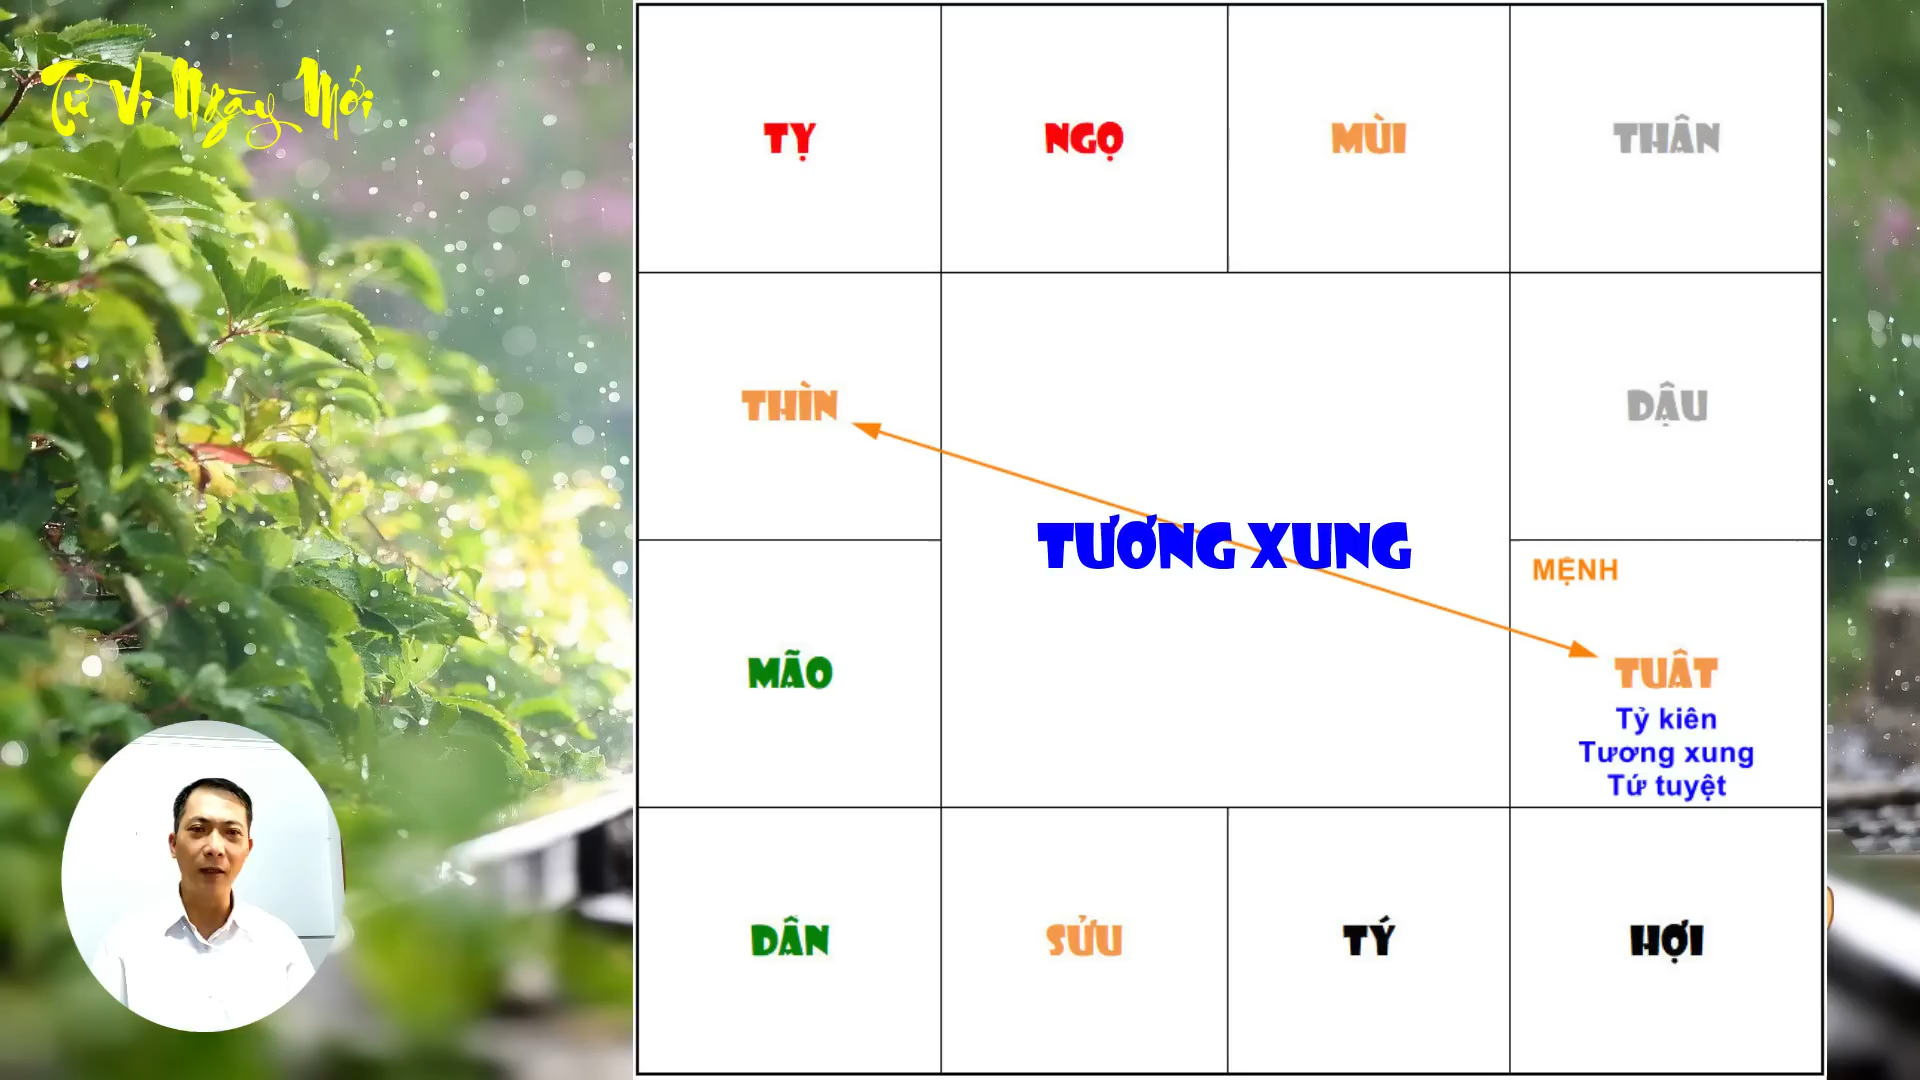 Tử Vi Ngày Mới
TỴ
NGỌ
MÙI
THÂN
THÌN
DẬU
TƯƠNG XUNG
MỆNH
MÃO
TUẤT
Tỷ kiên
Tương xung
Tứ tuyệt
DẦN
SỬU
TÝ
HỢI